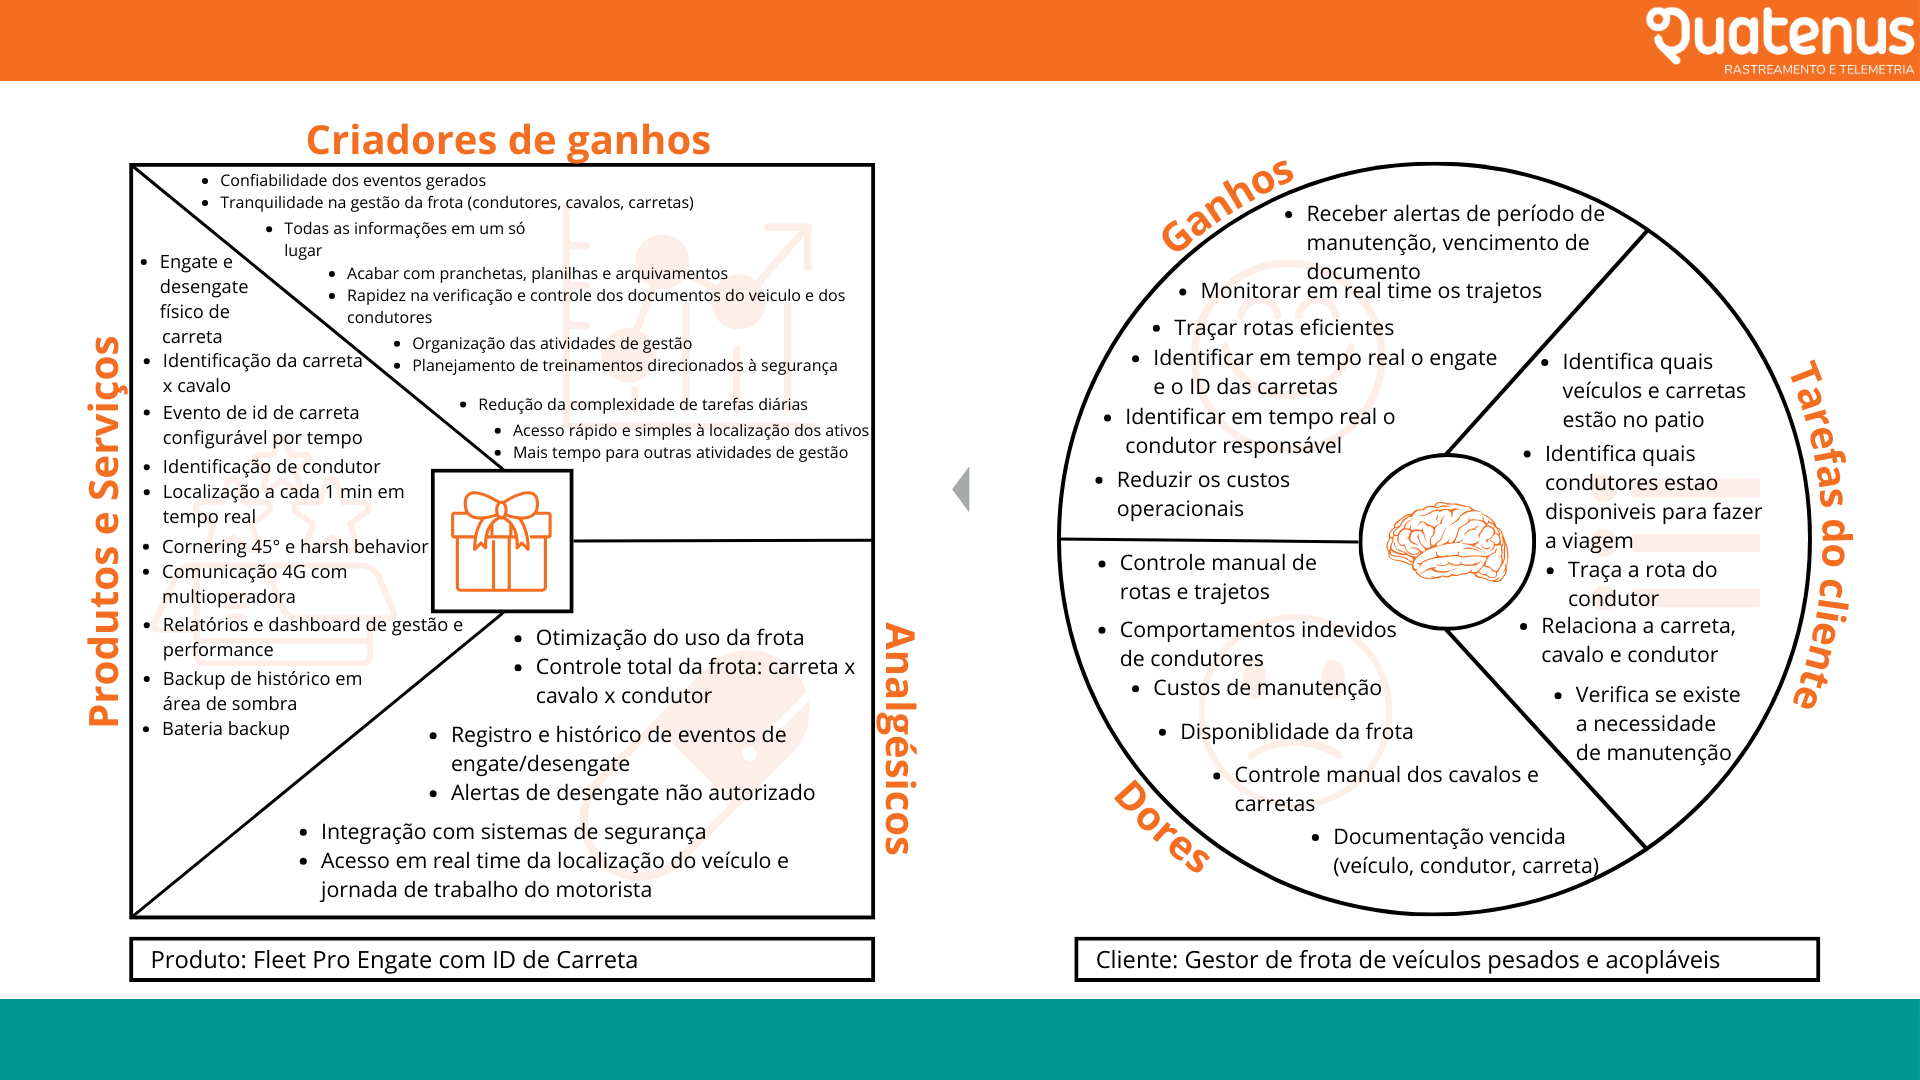 Quatenus
RASTREAMENTO E TELEMETRIA
Criadores de ganhos
• Confiabilidade dos eventos gerados
• Tranquilidade na gestão da frota (condutores, cavalos, carretas)
• Todas as informações em um só
lugar
• Acabar com pranchetas, planilhas e arquivamentos
• Rapidez na verificação e controle dos documentos do veiculo e dos
condutores
• Organização das atividades de gestão
• Planejamento de treinamentos direcionados à segurança
• Redução da complexidade de tarefas diárias
• Acesso rápido e simples à localização dos ativos
• Mais tempo para outras atividades de gestão
Produtos e Serviços
• Engate e
desengate
físico de
carreta
• Identificação da carreta
x cavalo
• Evento de id de carreta
configurável por tempo
• Identificação de condutor
• Localização a cada 1 min em
tempo real
• Cornering 45° e harsh behavior
• Comunicação 4G com
multioperadora
• Relatórios e dashboard de gestão e
performance
• Backup de histórico em
área de sombra
• Bateria backup
Analgésicos
• Otimização do uso da frota
• Controle total da frota: carreta x
cavalo x condutor
• Registro e histórico de eventos de
engate/desengate
• Alertas de desengate não autorizado
• Integração com sistemas de segurança
• Acesso em real time da localização do veículo e
jornada de trabalho do motorista
Produto: Fleet Pro Engate com ID de Carreta
Ganhos
• Receber alertas de período de
manutenção, vencimento de
documento
• Monitorar em real time os trajetos
• Traçar rotas eficientes
• Identificar em tempo real o engate
e o ID das carretas
• Identificar em tempo real o
condutor responsável
• Reduzir os custos
operacionais
Tarefas do cliente
• Identifica quais
veículos e carretas
estão no patio
• Identifica quais
condutores estao
disponiveis para fazer
a viagem
• Traça a rota do
condutor
• Relaciona a carreta,
cavalo e condutor
• Verifica se existe
a necessidade
de manutenção
Dores
• Controle manual de
rotas e trajetos
• Comportamentos indevidos
de condutores
• Custos de manutenção
• Disponiblidade da frota
• Controle manual dos cavalos e
carretas
• Documentação vencida
(veículo, condutor, carreta)
Cliente: Gestor de frota de veículos pesados e acopláveis